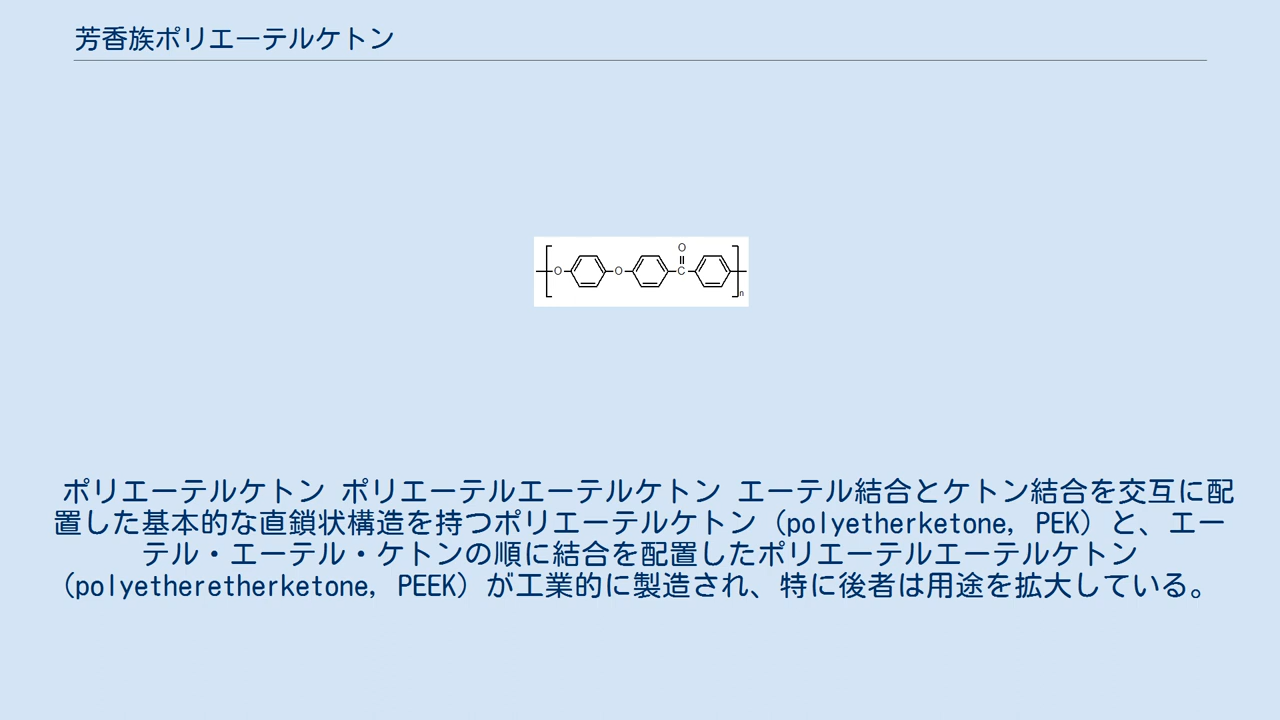 芳香族ポリエーテルケトン
O
O O C
n
ポリエーテルケトン ポリエーテルエーテルケトン エーテル結合とケトン結合を交互に配
置した基本的な直鎖状構造を持つポリエーテルケトン（polyetherketone, PEK）と、エー
テル・エーテル・ケトンの順に結合を配置したポリエーテルエーテルケトン
（polyetheretherketone, PEEK）が工業的に製造され、特に後者は用途を拡大している。